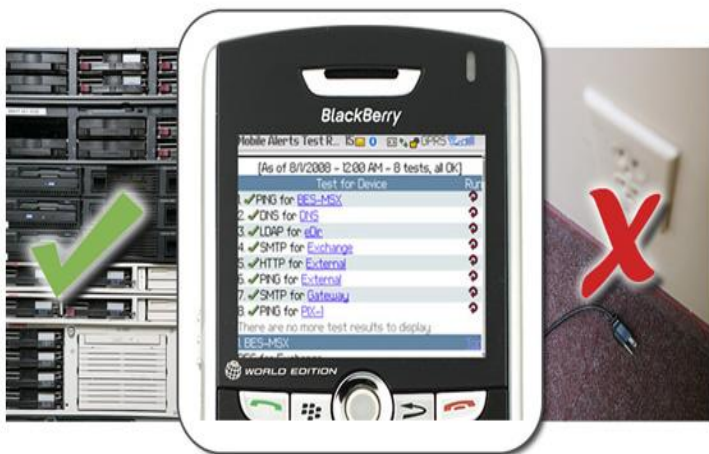 BlackBerry
Mobile Alerts Test R... 15 0 GPRS
[As of 8/1/2008 - 12:00 AM - 8 tests, all OK]
Test for Device Run
1. ✓PING for BES-MSX
2. ✓DNS for DNS
3. ✓LDAP for eDir
4. ✓SMTP for Exchange
5. ✓HTTP for External
6. ✓PING for External
7. ✓SMTP for Gateway
8. ✓PING for PIX-1
There are no more test results to display
1. BES-MSX
WORLD EDITION